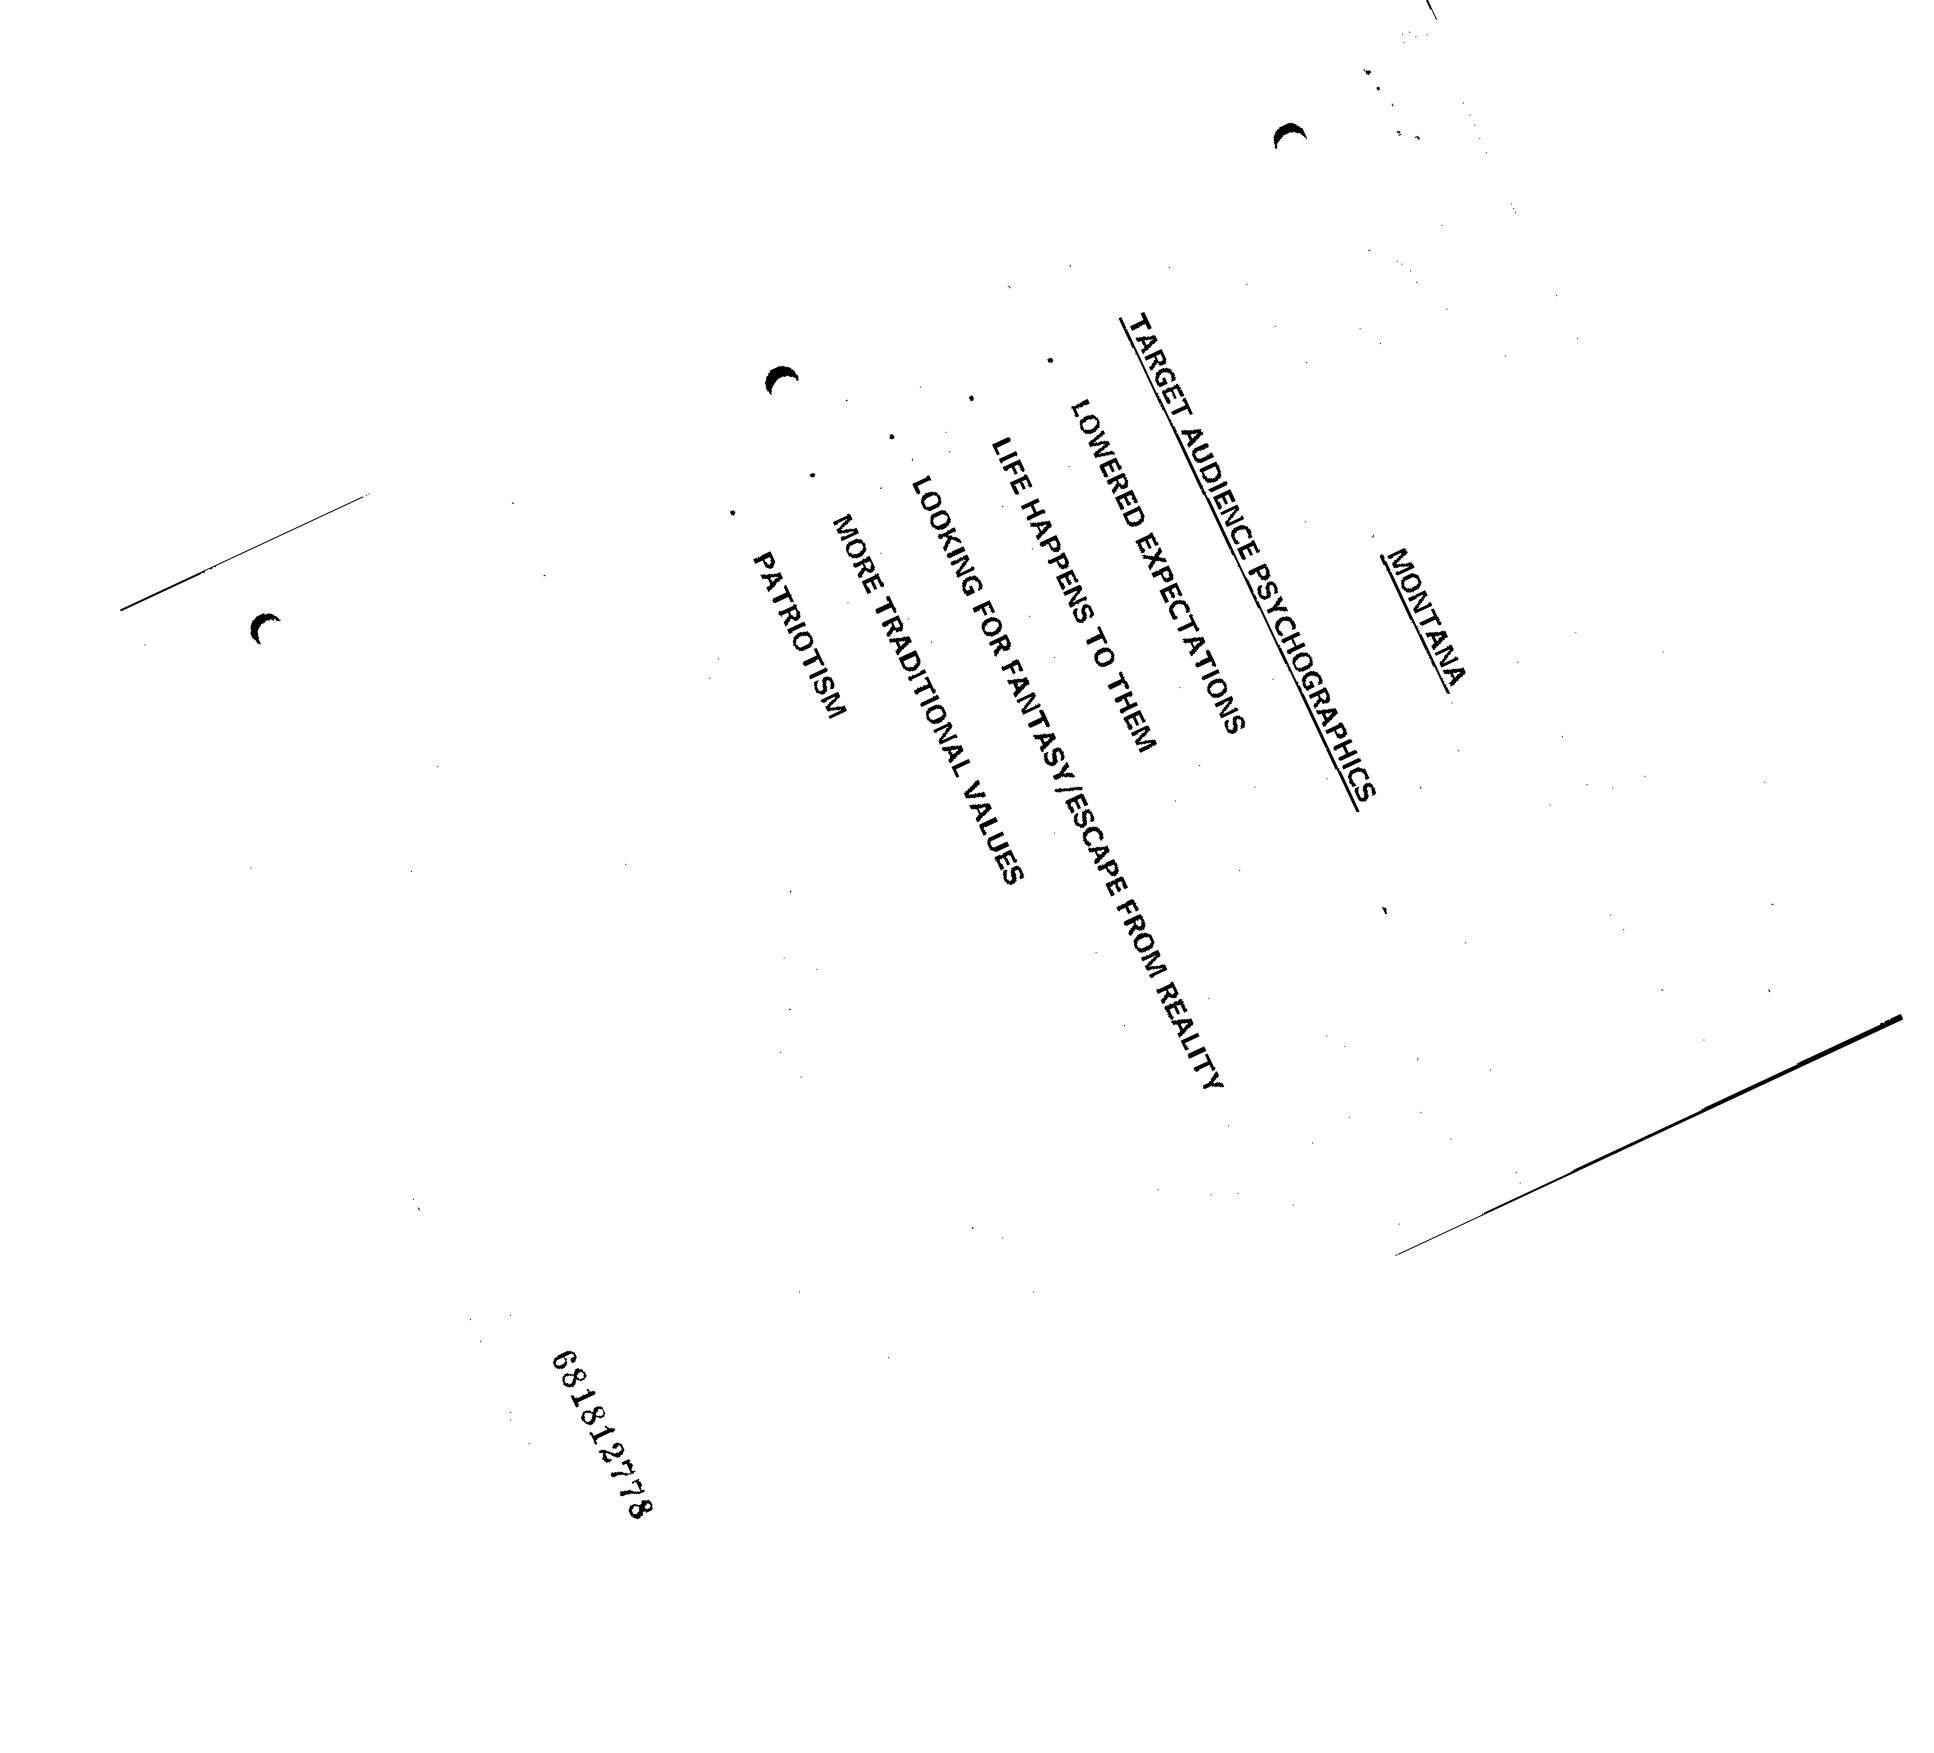 MONTANA
TARGET AUDIENCE PSYCHOGRAPHICS
· LOWERED EXPECTATIONS
· LIFE HAPPENS TO THEM
· LOOKING FOR FANTASY/ESCAPE FROM REALITY
· MORE TRADITIONAL VALUES
· PATRIOTISM
681812778